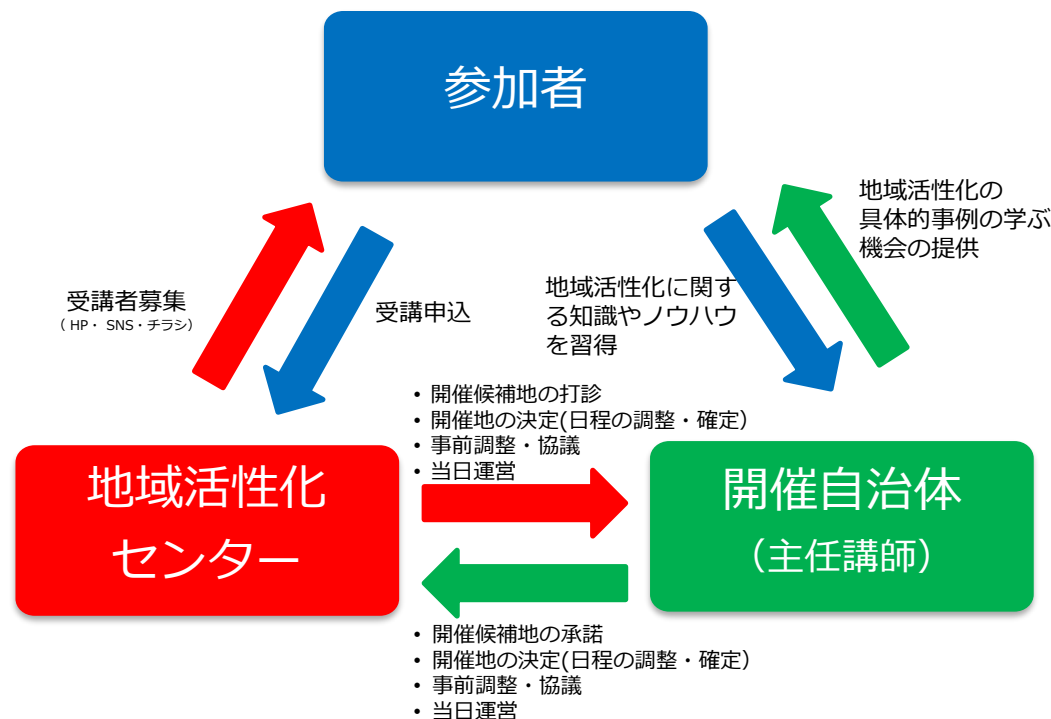 参加者
地域活性化の
具体的事例の学ぶ
機会の提供
受講者募集
（ HP・ SNS・チラシ）
受講申込
地域活性化に関す
る知識やノウハウ
を習得
• 開催候補地の打診
• 開催地の決定(日程の調整・確定）
• 事前調整・協議
• 当日運営
地域活性化
センター
開催自治体
（主任講師）
• 開催候補地の承諾
• 開催地の決定(日程の調整・確定）
• 事前調整・協議
• 当日運営